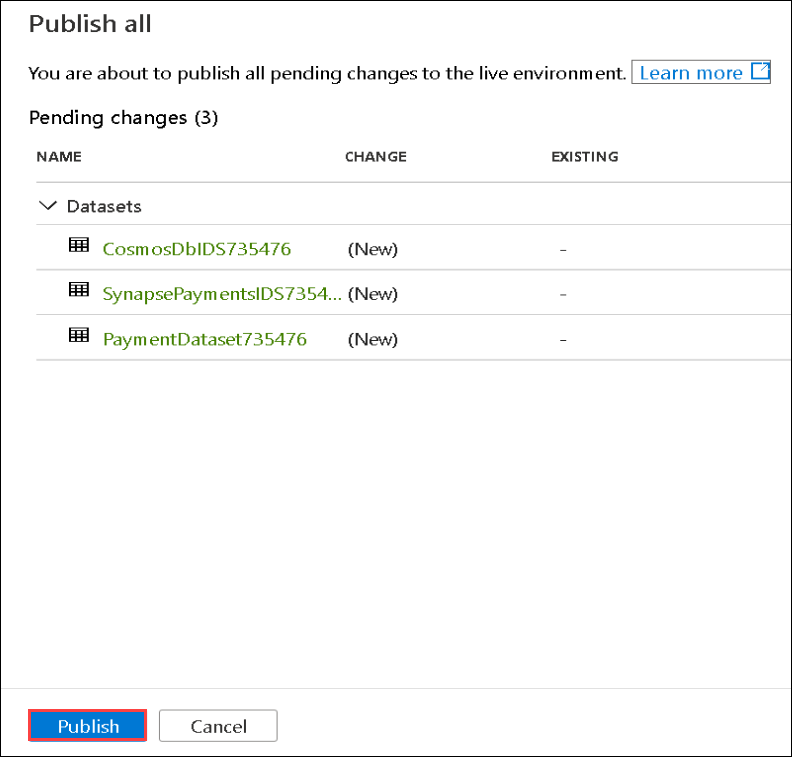 Publish all
You are about to publish all pending changes to the live environment. Learn more
Pending changes (3)
NAME CHANGE EXISTING
Datasets
CosmosDbIDS735476 (New) -
SynapsePaymentsIDS7354... (New) -
PaymentDataset735476 (New) -
Publish Cancel